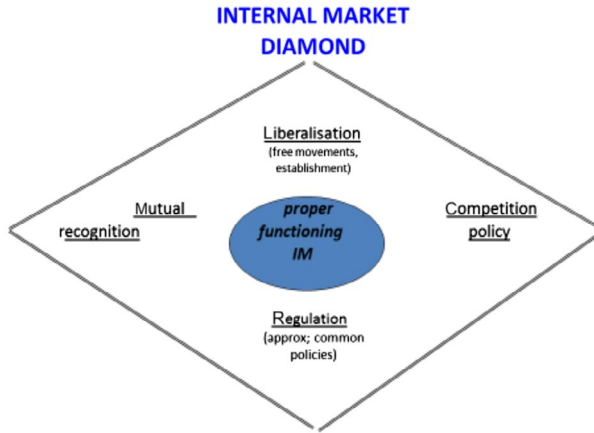 INTERNAL MARKET
DIAMOND
Liberalisation
(free movements,
establishment)
Mutual
recognition
proper
functioning
IM
Competition
policy
Regulation
(approx; common
policies)